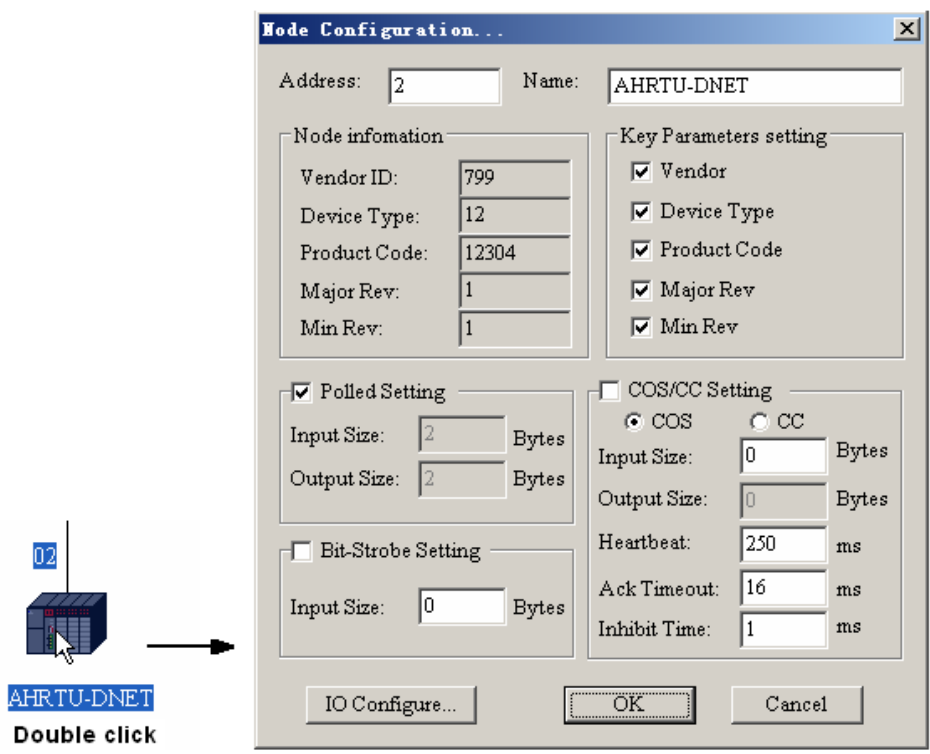 Node Configuration...
Address: 2 Name: AHRTU-DNET
Node infomation
Vendor ID: 799
Device Type: 12
Product Code: 12304
Major Rev: 1
Min Rev: 1
Key Parameters setting
Vendor
Device Type
Product Code
Major Rev
Min Rev
Polled Setting
Input Size: 2 Bytes
Output Size: 2 Bytes
Bit-Strobe Setting
Input Size: 0 Bytes
COS/CC Setting
COS CC
Input Size: 0 Bytes
Output Size: 0 Bytes
Heartbeat: 250 ms
Ack Timeout: 16 ms
Inhibit Time: 1 ms
IO Configure... OK Cancel
02
AHRTU-DNET
Double click